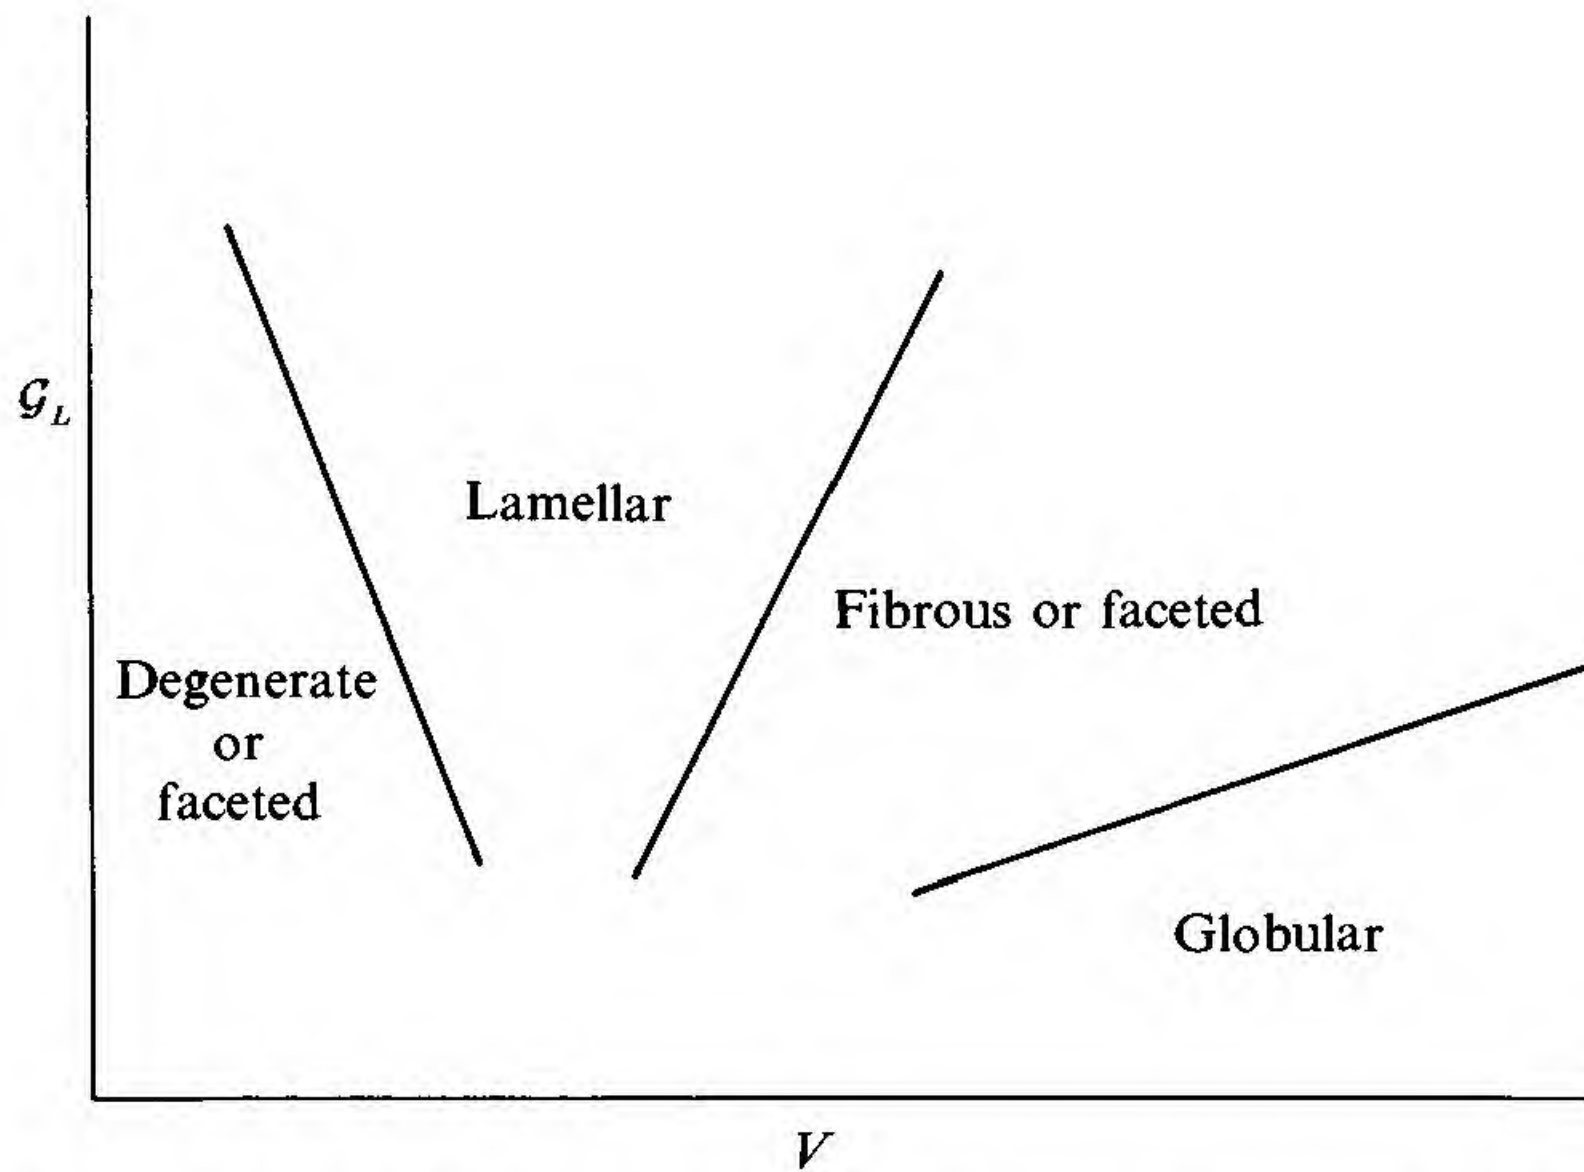 𝒢L
Lamellar
Fibrous or faceted
Degenerate
or
faceted
Globular
V